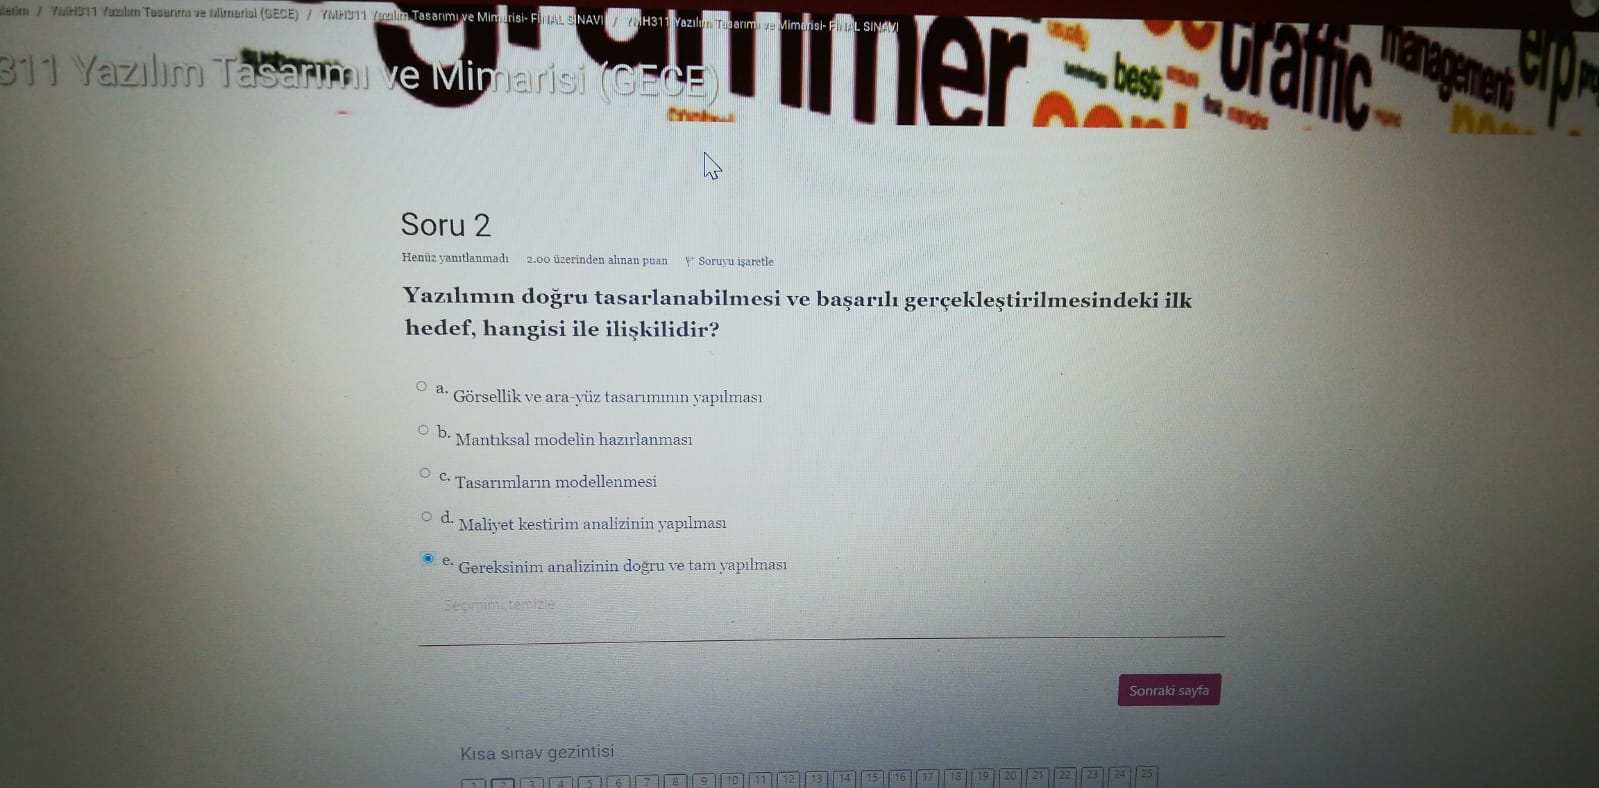 YMH311 Yazılım Tasarımı ve Mimarisi (GECE) / YMH311 Yazılım Tasarımı ve Mimarisi- FİNAL SINAVI / YMH311 Yazılım Tasarımı ve Mimarisi- FİNAL SINAVI
311 Yazılım Tasarımı ve Mimarisi (GECE)
best
traffic
management
erp
Soru 2
Henüz yanıtlanmadı 2.00 üzerinden alınan puan Soruyu işaretle
Yazılımın doğru tasarlanabilmesi ve başarılı gerçekleştirilmesindeki ilk
hedef, hangisi ile ilişkilidir?
a. Görsellik ve ara-yüz tasarımının yapılması
b. Mantıksal modelin hazırlanması
c. Tasarımların modellenmesi
d. Maliyet kestirim analizinin yapılması
e. Gereksinim analizinin doğru ve tam yapılması
Seçimimi temizle
Sonraki sayfa
Kısa sınav gezintisi
1 2 3 4 5 6 7 8 9 10 11 12 13 14 15 16 17 18 19 20 21 22 23 24 25